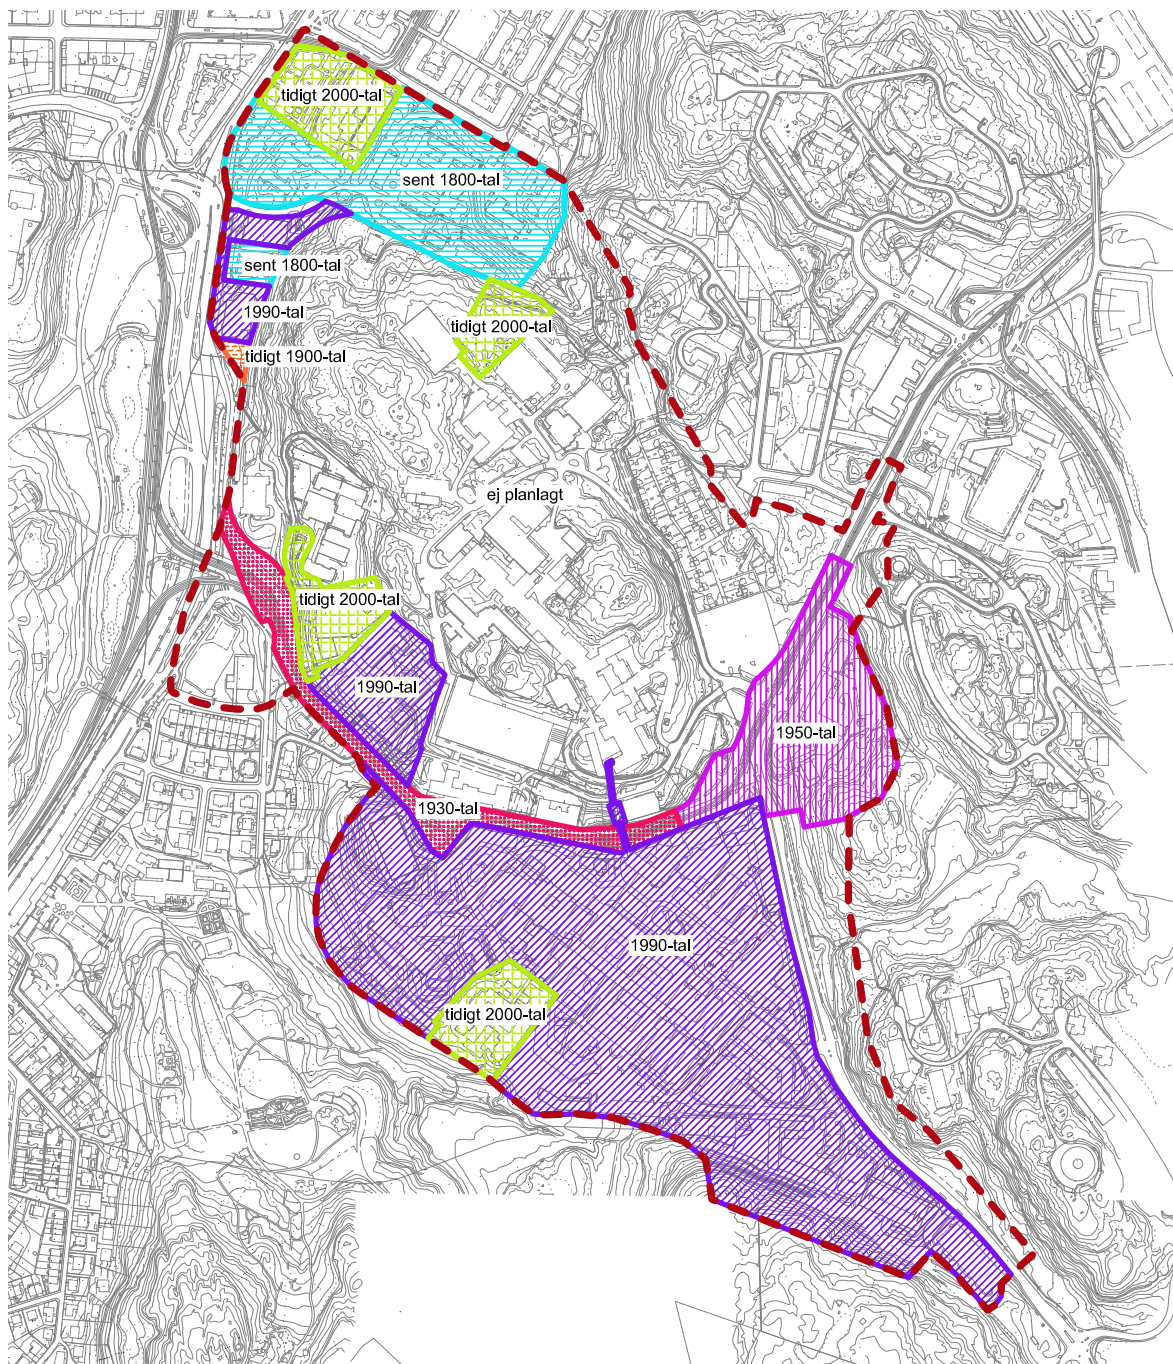 tidigt 2000-tal
sent 1800-tal
sent 1800-tal
1990-tal
tidigt 2000-tal
tidigt 1900-tal
ej planlagt
tidigt 2000-tal
1990-tal
1950-tal
1930-tal
1990-tal
tidigt 2000-tal